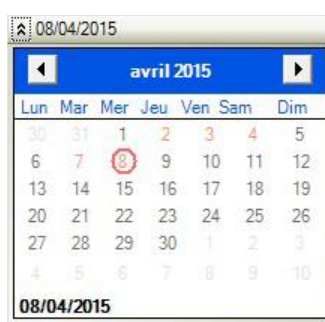 08/04/2015
avril 2015
Lun Mar Mer Jeu Ven Sam Dim
30 31 1 2 3 4 5
6 7 8 9 10 11 12
13 14 15 16 17 18 19
20 21 22 23 24 25 26
27 28 29 30 1 2 3
4 5 6 7 8 9 10
08/04/2015